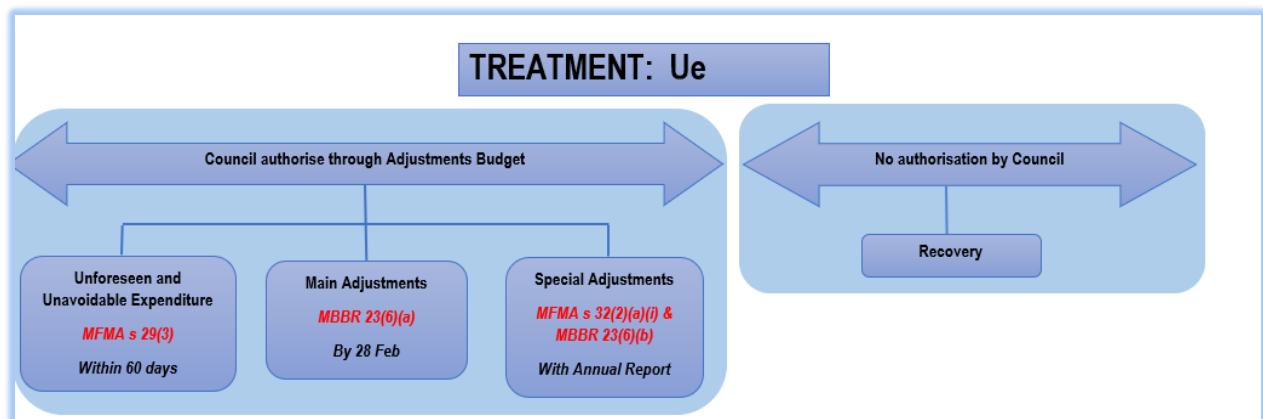 TREATMENT: Ue
Council authorise through Adjustments Budget
No authorisation by Council
Unforeseen and
Unavoidable Expenditure
MFMA s 29(3)
Within 60 days
Main Adjustments
MBBR 23(6)(a)
By 28 Feb
Special Adjustments
MFMA s 32(2)(a)(i) &
MBBR 23(6)(b)
With Annual Report
Recovery